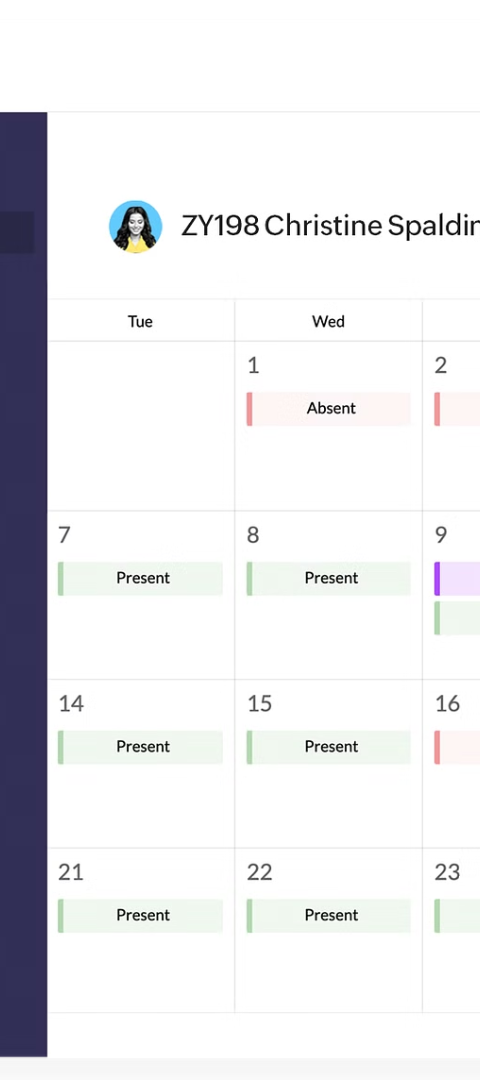 ZY198 Christine
Tue Wed
1 2
Absent
7 8 9
Present Present
14 15 16
Present Present
21 22 23
Present Present